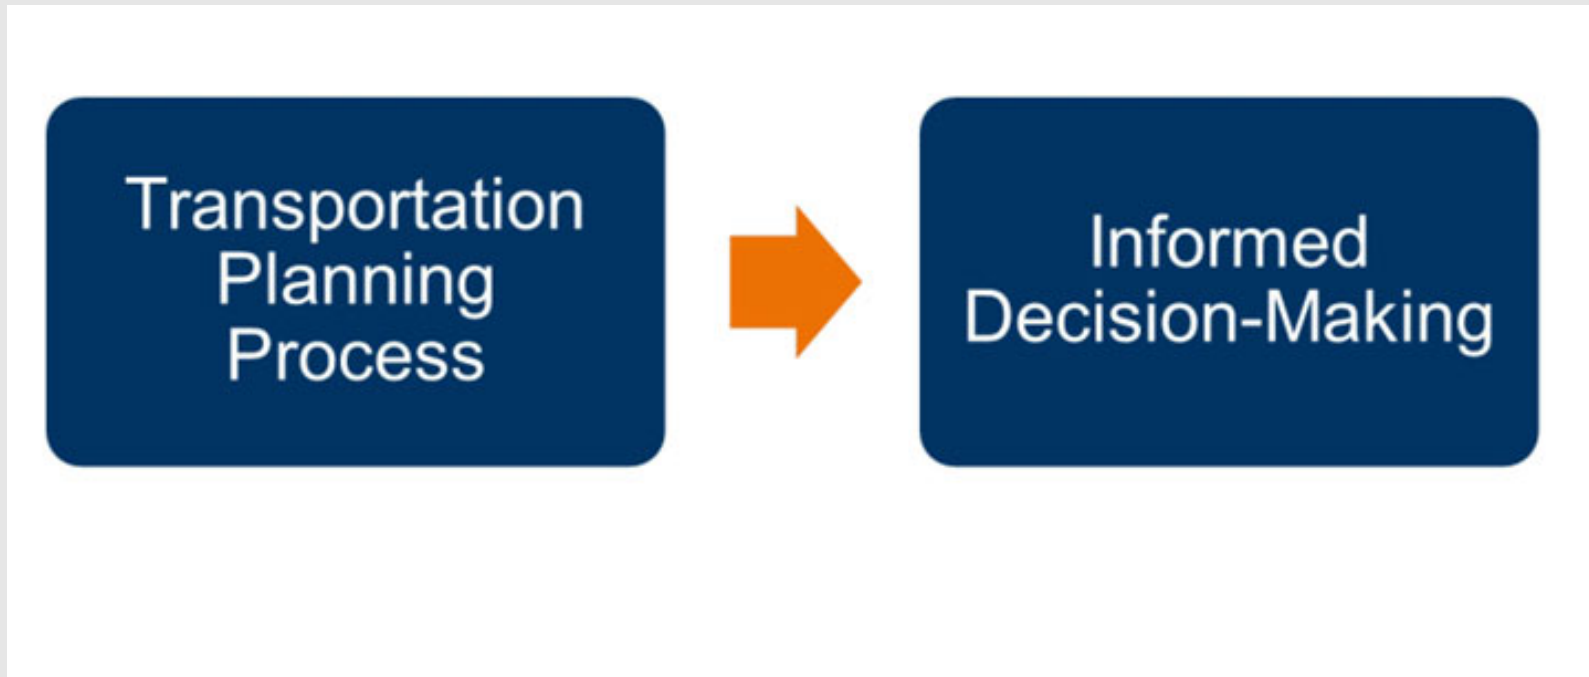 Transportation
Planning
Process
Informed
Decision-Making